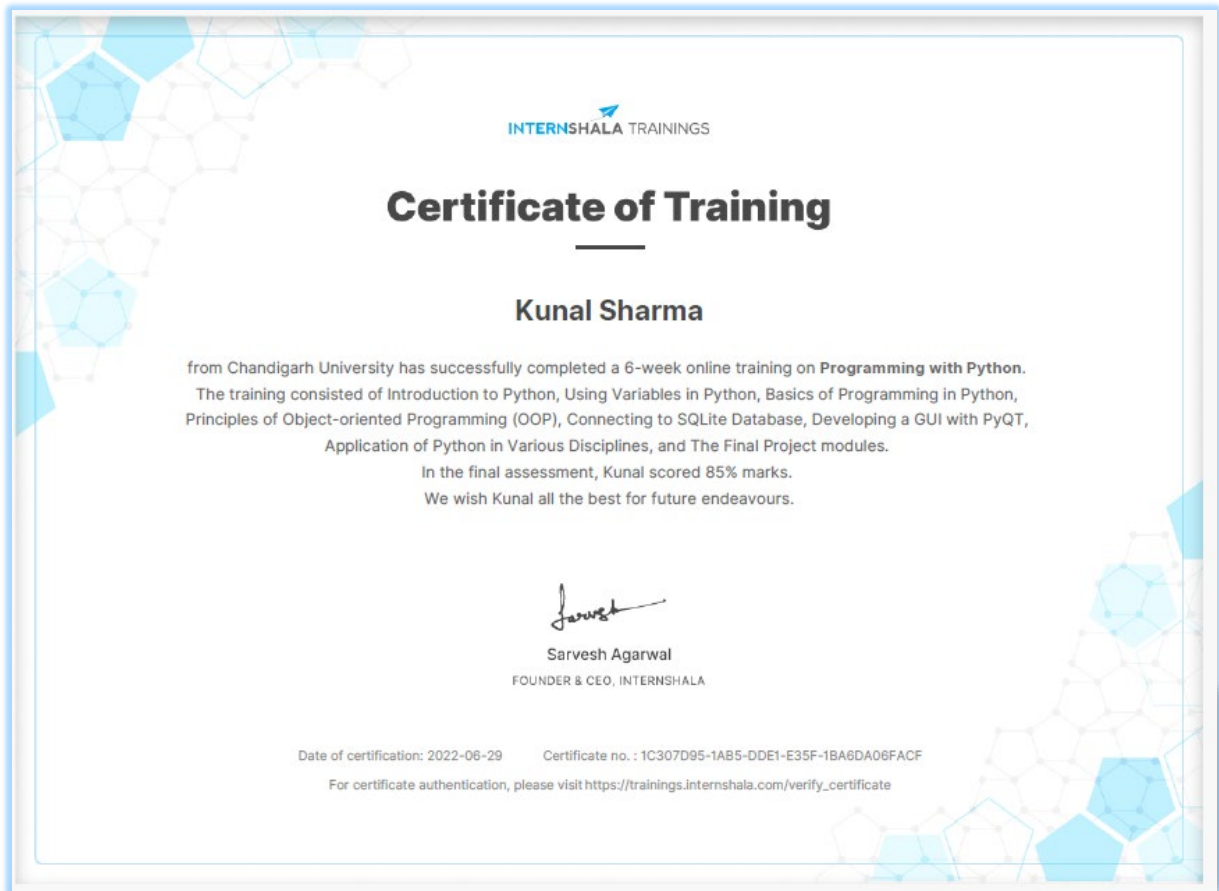 INTERNSHALA TRAININGS
Certificate of Training
Kunal Sharma
from Chandigarh University has successfully completed a 6-week online training on Programming with Python.
The training consisted of Introduction to Python, Using Variables in Python, Basics of Programming in Python,
Principles of Object-oriented Programming (OOP), Connecting to SQLite Database, Developing a GUI with PyQT,
Application of Python in Various Disciplines, and The Final Project modules.
In the final assessment, Kunal scored 85% marks.
We wish Kunal all the best for future endeavours.
Sarvesh
Sarvesh Agarwal
FOUNDER & CEO, INTERNSHALA
Date of certification: 2022-06-29 Certificate no. : 1C307D95-1AB5-DDE1-E35F-1BA6DA06FACF
For certificate authentication, please visit https://trainings.internshala.com/verify_certificate